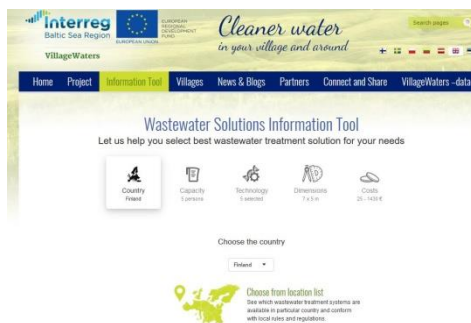 Interreg
Baltic Sea Region
EUROPEAN UNION
EUROPEAN
REGIONAL
DEVELOPMENT
FUND
VillageWaters
Cleaner water
in your village and around
Search pages
Home Project Information Tool Villages News & Blogs Partners Connect and Share VillageWaters –data
Wastewater Solutions Information Tool
Let us help you select best wastewater treatment solution for your needs
Country
Finland
Capacity
5 persons
Technology
5 selected
Dimensions
7 x 5 m
Costs
25 - 1430 €
Choose the country
Finland
Choose from location list
See which wastewater treatment systems are
available in particular country and conform
with local rules and regulations.